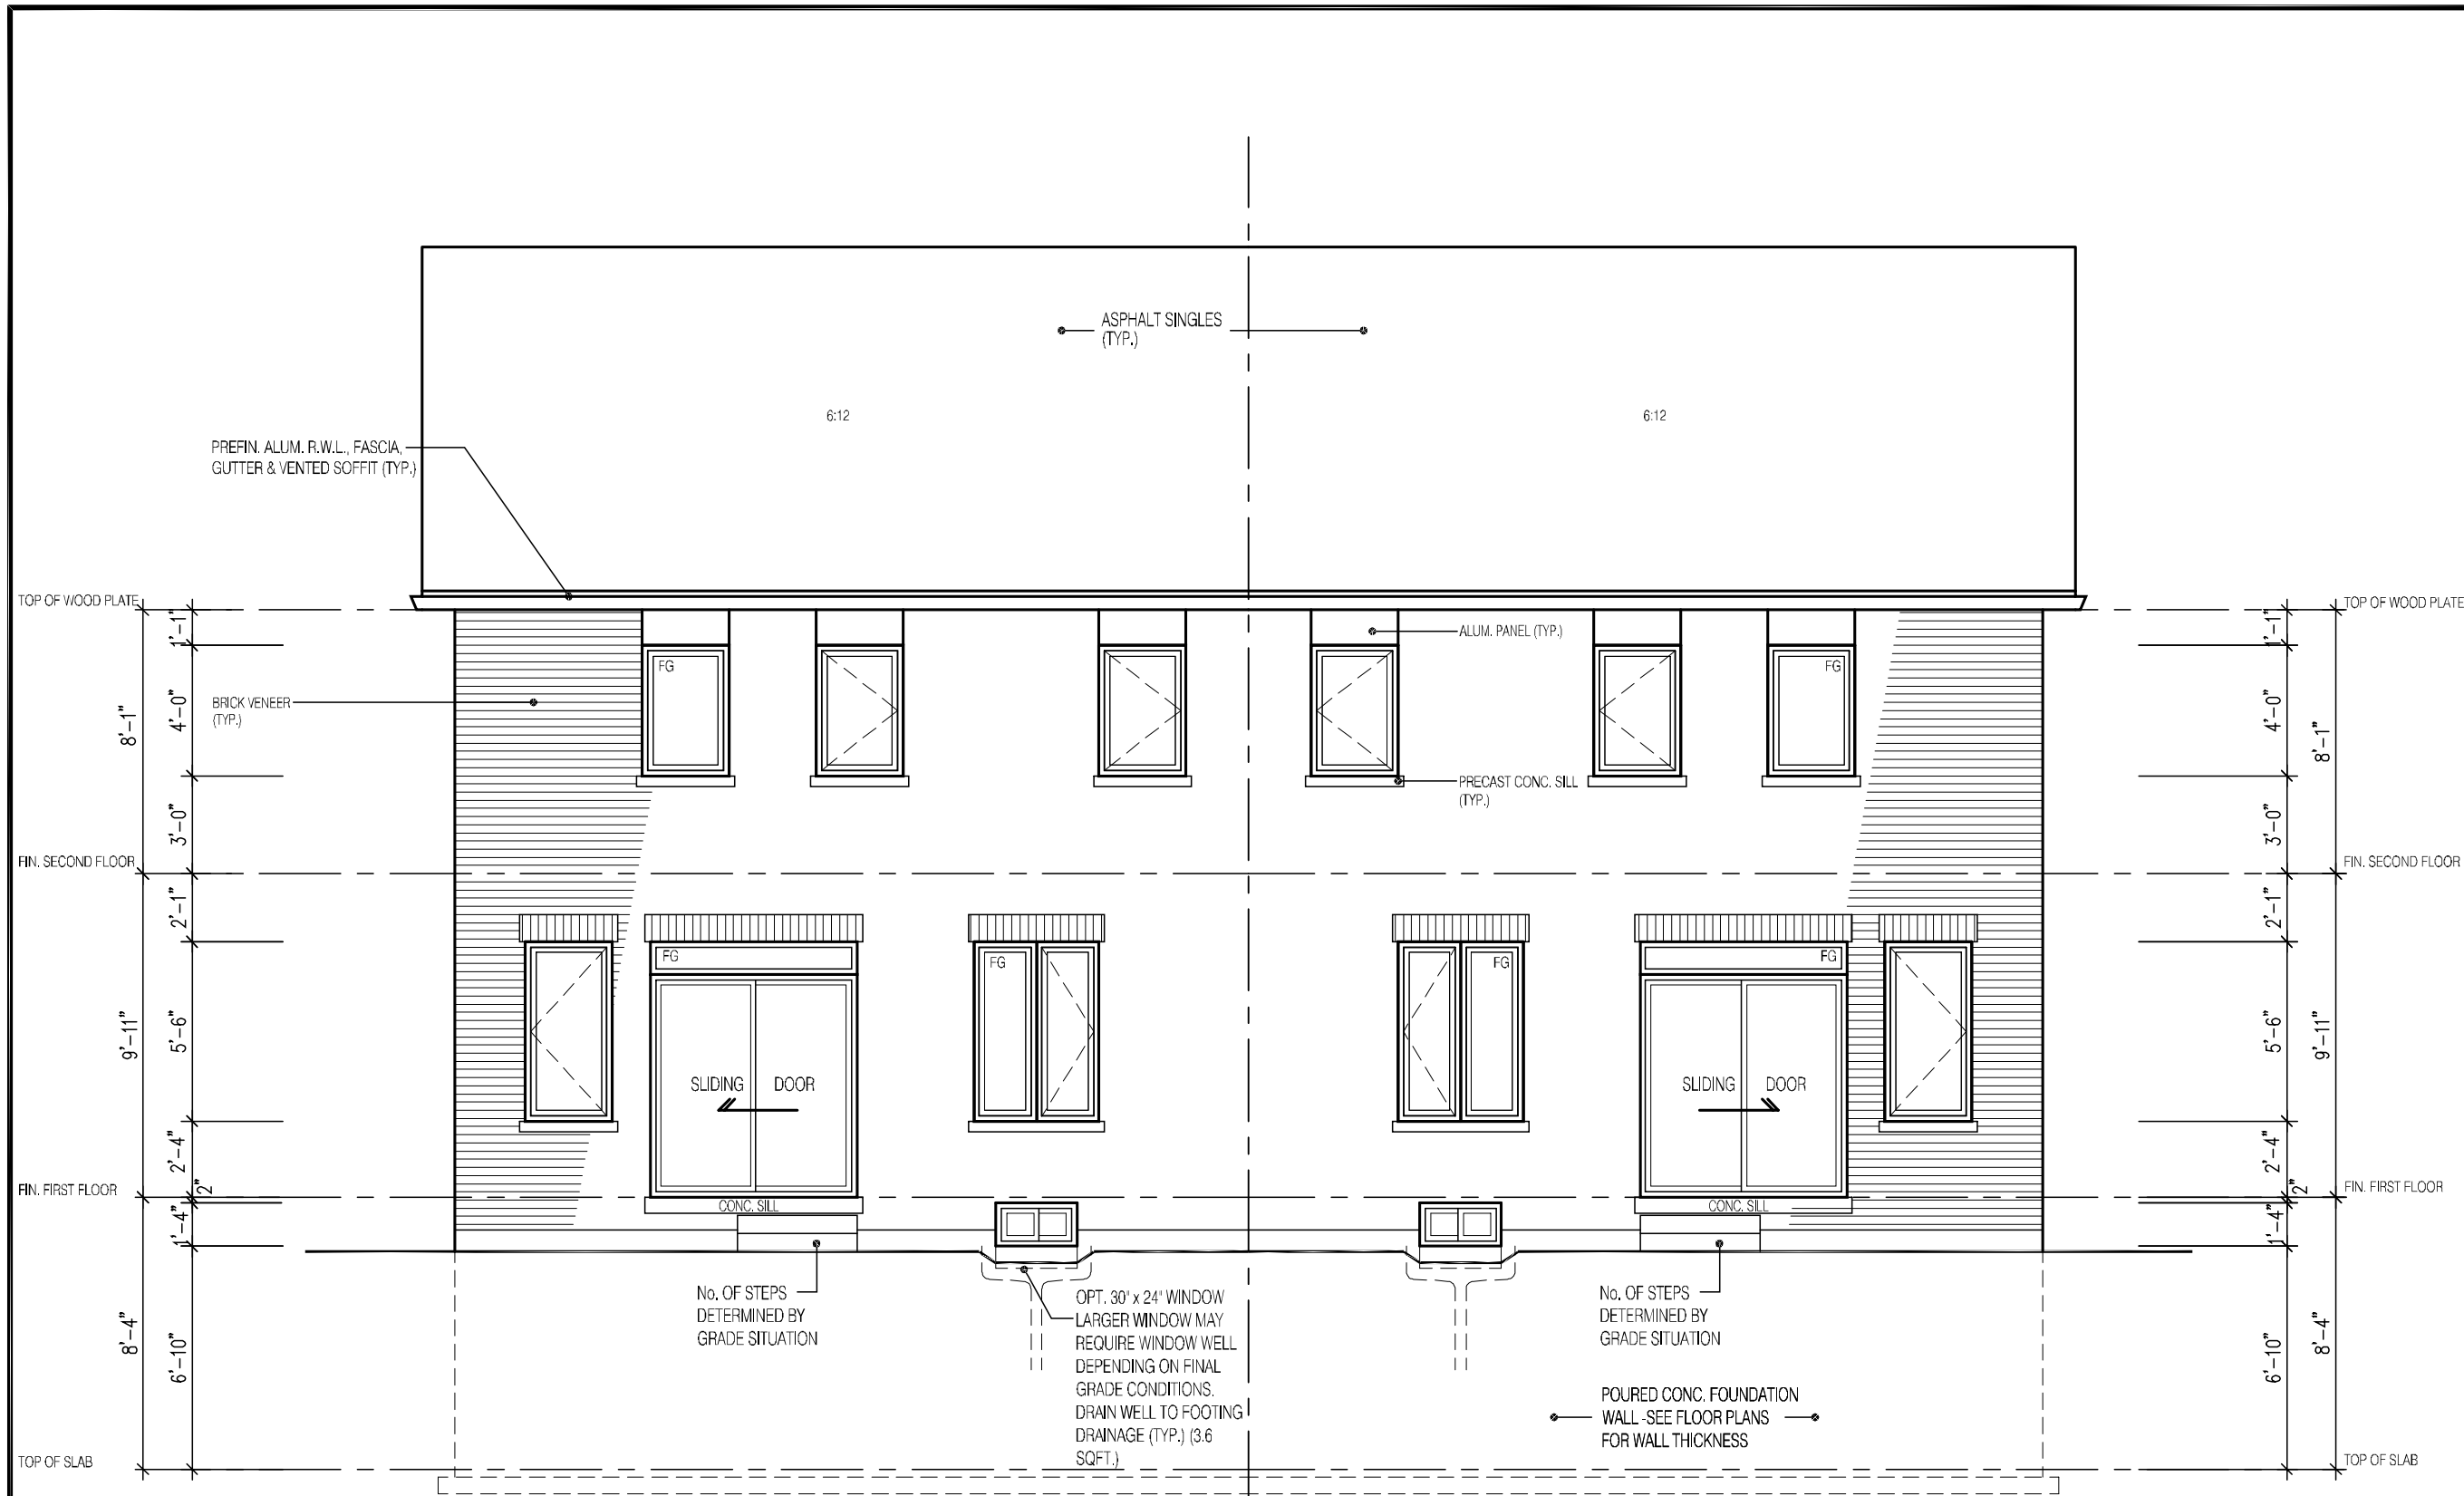 ASPHALT SINGLES
(TYP.)
6:12
6:12
PREFIN. ALUM. R.W.L., FASCIA,
GUTTER & VENTED SOFFIT (TYP.)
TOP OF WOOD PLATE
TOP OF WOOD PLATE
1'-1"
1'-1"
ALUM. PANEL (TYP.)
FG
FG
BRICK VENEER
(TYP.)
8'-1"
4'-0"
4'-0"
8'-1"
PRECAST CONC. SILL
(TYP.)
3'-0"
3'-0"
FIN. SECOND FLOOR
FIN. SECOND FLOOR
2'-1"
2'-1"
FG
FG
FG
FG
9'-11"
5'-6"
5'-6"
9'-11"
SLIDING DOOR
SLIDING DOOR
2'-4"
2'-4"
FIN. FIRST FLOOR
2"
2"
FIN. FIRST FLOOR
CONC. SILL
CONC. SILL
1'-4"
1'-4"
No. OF STEPS
DETERMINED BY
GRADE SITUATION
OPT. 30" x 24" WINDOW
LARGER WINDOW MAY
REQUIRE WINDOW WELL
DEPENDING ON FINAL
GRADE CONDITIONS.
DRAIN WELL TO FOOTING
DRAINAGE (TYP.) (3.6
SQFT.)
No. OF STEPS
DETERMINED BY
GRADE SITUATION
8'-4"
6'-10"
6'-10"
8'-4"
POURED CONC. FOUNDATION
WALL -SEE FLOOR PLANS
FOR WALL THICKNESS
TOP OF SLAB
TOP OF SLAB